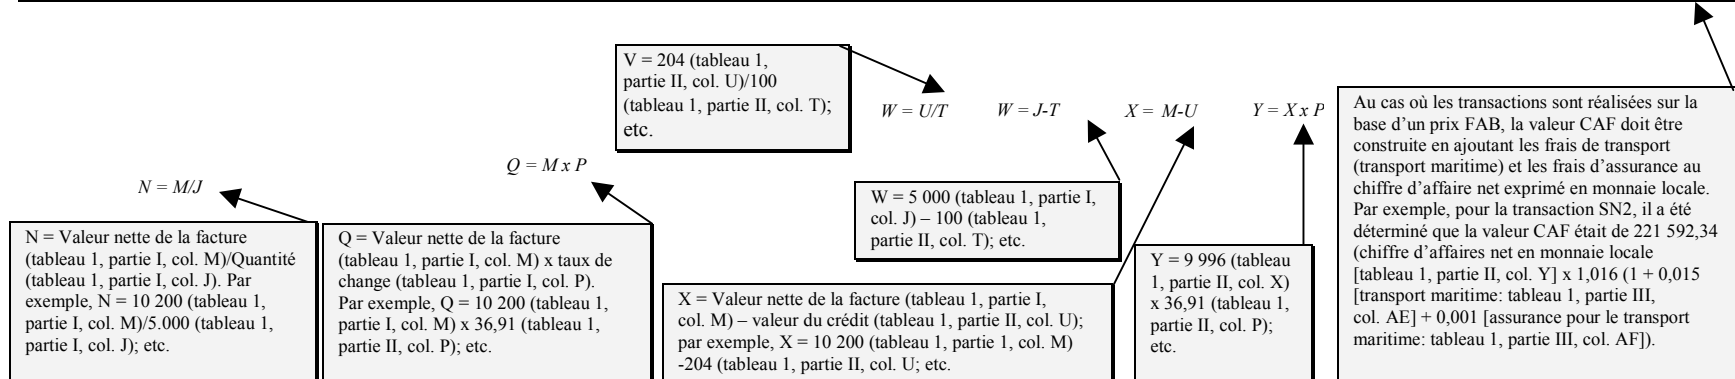 V = 204 (tableau 1,
partie II, col. U)/100
(tableau 1, partie II, col. T);
etc.
W = U/T
W = J-T
X = M-U
Y = X x P
N = M/J
Q = M x P
N = Valeur nette de la facture
(tableau 1, partie I, col. M)/Quantité
(tableau 1, partie I, col. J). Par
exemple, N = 10 200 (tableau 1,
partie I, col. M)/5.000 (tableau 1,
partie I, col. J); etc.
Q = Valeur nette de la facture
(tableau 1, partie I, col. M) x taux de
change (tableau 1, partie I, col. P).
Par exemple, Q = 10 200 (tableau 1,
partie I, col. M) x 36,91 (tableau 1,
partie II, col. P); etc.
W = 5 000 (tableau 1, partie I,
col. J) – 100 (tableau 1,
partie II, col. T); etc.
X = Valeur nette de la facture (tableau 1, partie I,
col. M) – valeur du crédit (tableau 1, partie II, col. U);
par exemple, X = 10 200 (tableau 1, partie 1, col. M)
-204 (tableau 1, partie II, col. U; etc.
Y = 9 996 (tableau
1, partie II, col. X)
x 36,91 (tableau 1,
partie II, col. P);
etc.
Au cas où les transactions sont réalisées sur la
base d'un prix FAB, la valeur CAF doit être
construite en ajoutant les frais de transport
(transport maritime) et les frais d'assurance au
chiffre d'affaire net exprimé en monnaie locale.
Par exemple, pour la transaction SN2, il a été
déterminé que la valeur CAF était de 221 592,34
(chiffre d'affaires net en monnaie locale
[tableau 1, partie II, col. Y] x 1,016 (1 + 0,015
[transport maritime: tableau 1, partie III,
col. AE] + 0,001 [assurance pour le transport
maritime: tableau 1, partie III, col. AF]).